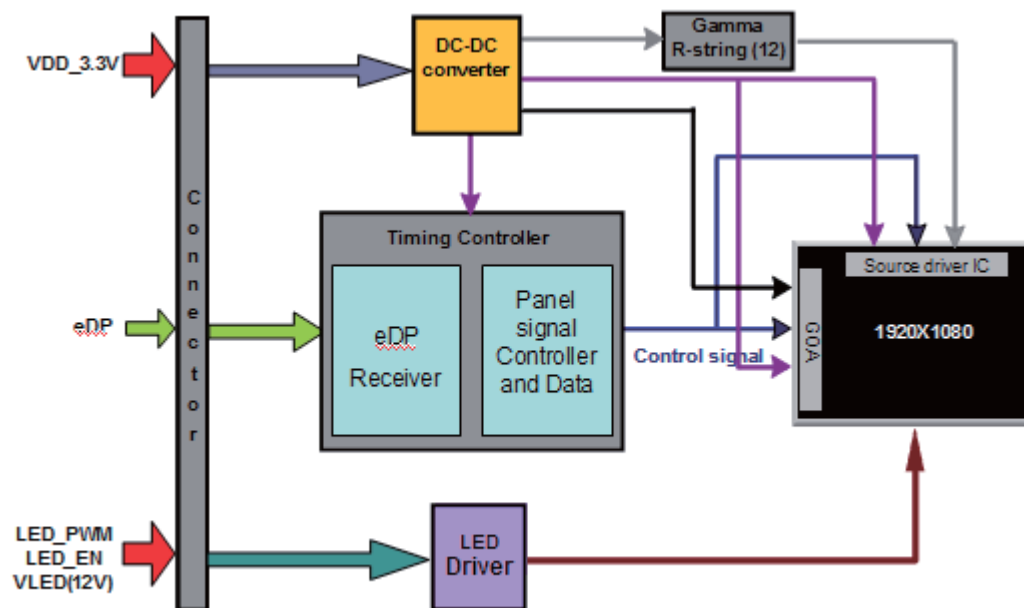 VDD_3.3V
DC-DC
converter
Gamma
R-string (12)
C
o
n
n
e
c
t
o
r
Timing Controller
eDP
eDP
Receiver
Panel
signal
Controller
and Data
Control signal
Source driver IC
GOA
1920X1080
LED_PWM
LED_EN
VLED(12V)
LED
Driver